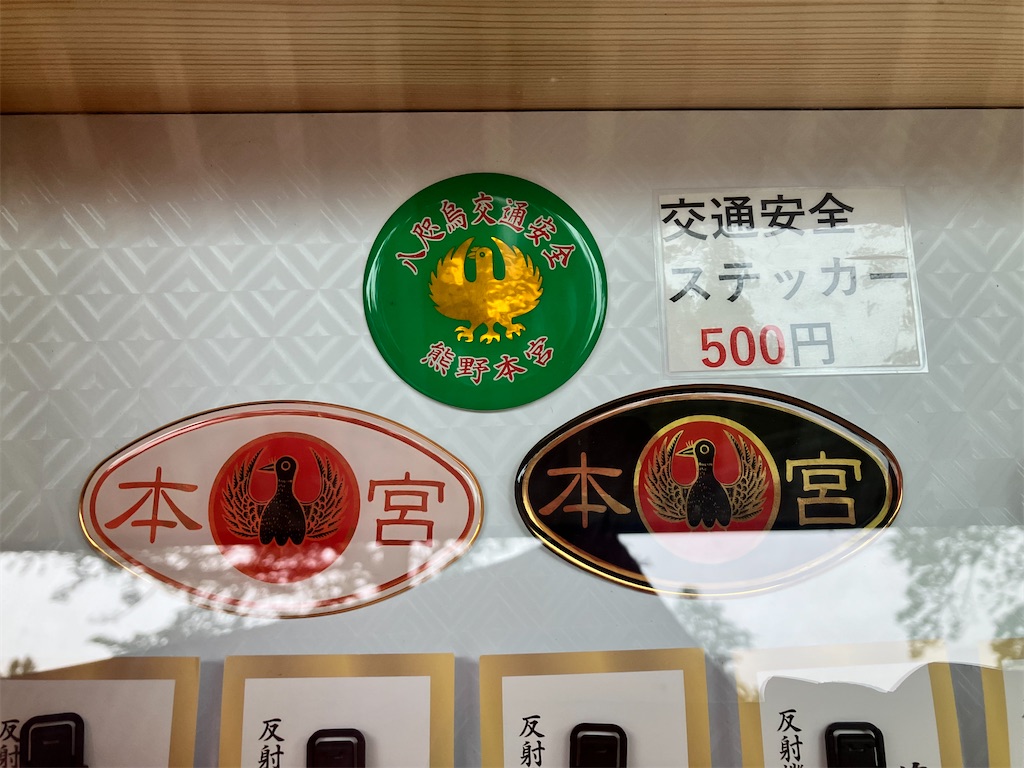 八咫烏交通安全
熊野本宮
交通安全
ステッカー
500円
本宮
本宮
反射
反射
反射
反射